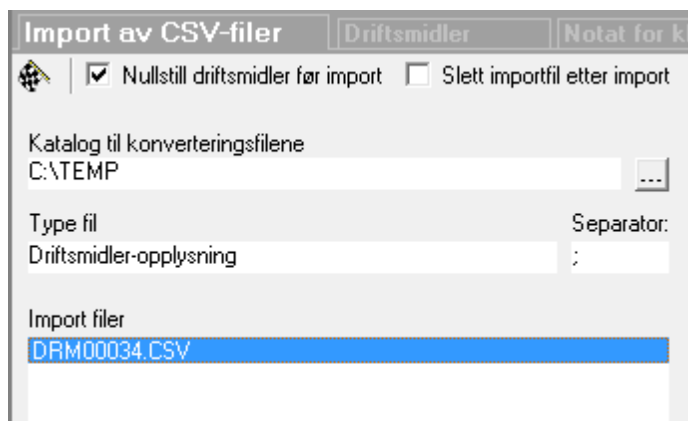 Import av CSV-filer Driftsmidler Notat for k
Nullstill driftsmidler før import Slett importfil etter import
Katalog til konverteringsfilene
C:\TEMP
...
Type fil Separator:
Driftsmidler-opplysning ;
Import filer
DRM00034.CSV